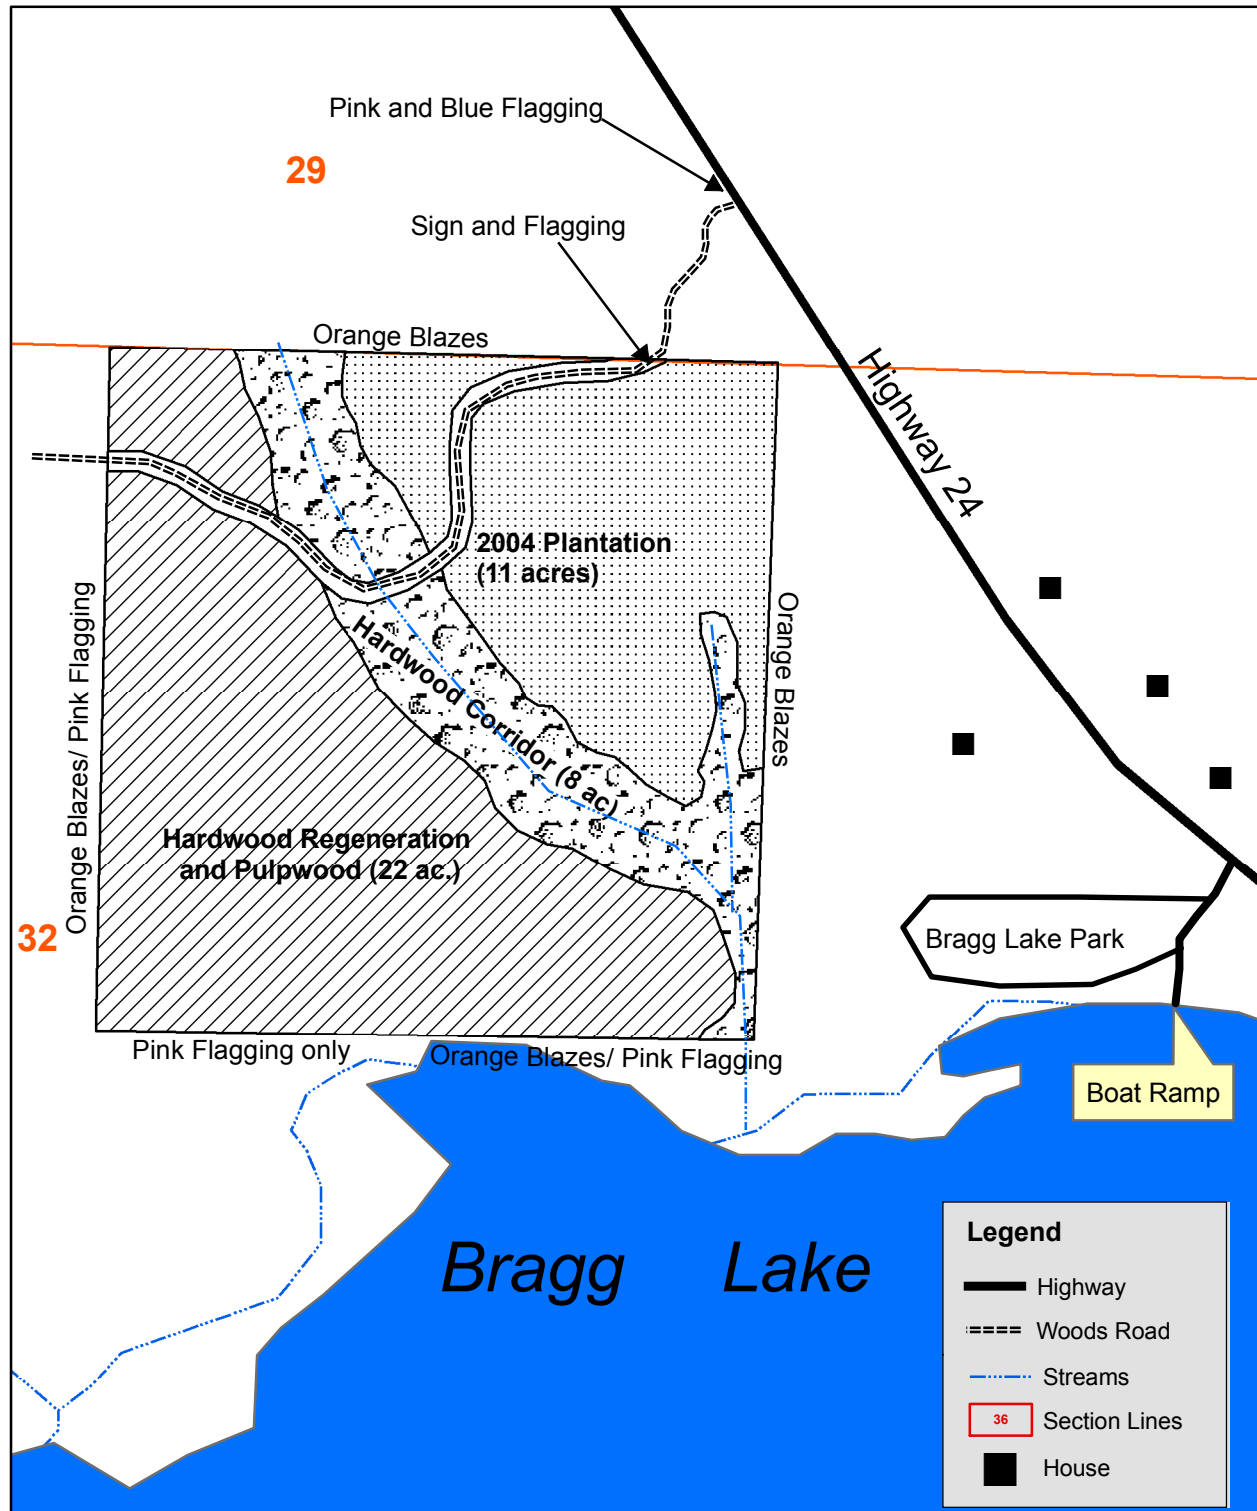 Pink and Blue Flagging
29
Sign and Flagging
Orange Blazes
Highway 24
2004 Plantation
(11 acres)
Orange Blazes/ Pink Flagging
Hardwood Corridor (8 ac)
Orange Blazes
Hardwood Regeneration
and Pulpwood (22 ac.)
32
Bragg Lake Park
Pink Flagging only
Orange Blazes/ Pink Flagging
Boat Ramp
Bragg Lake
Legend
Highway
Woods Road
Streams
36 Section Lines
House